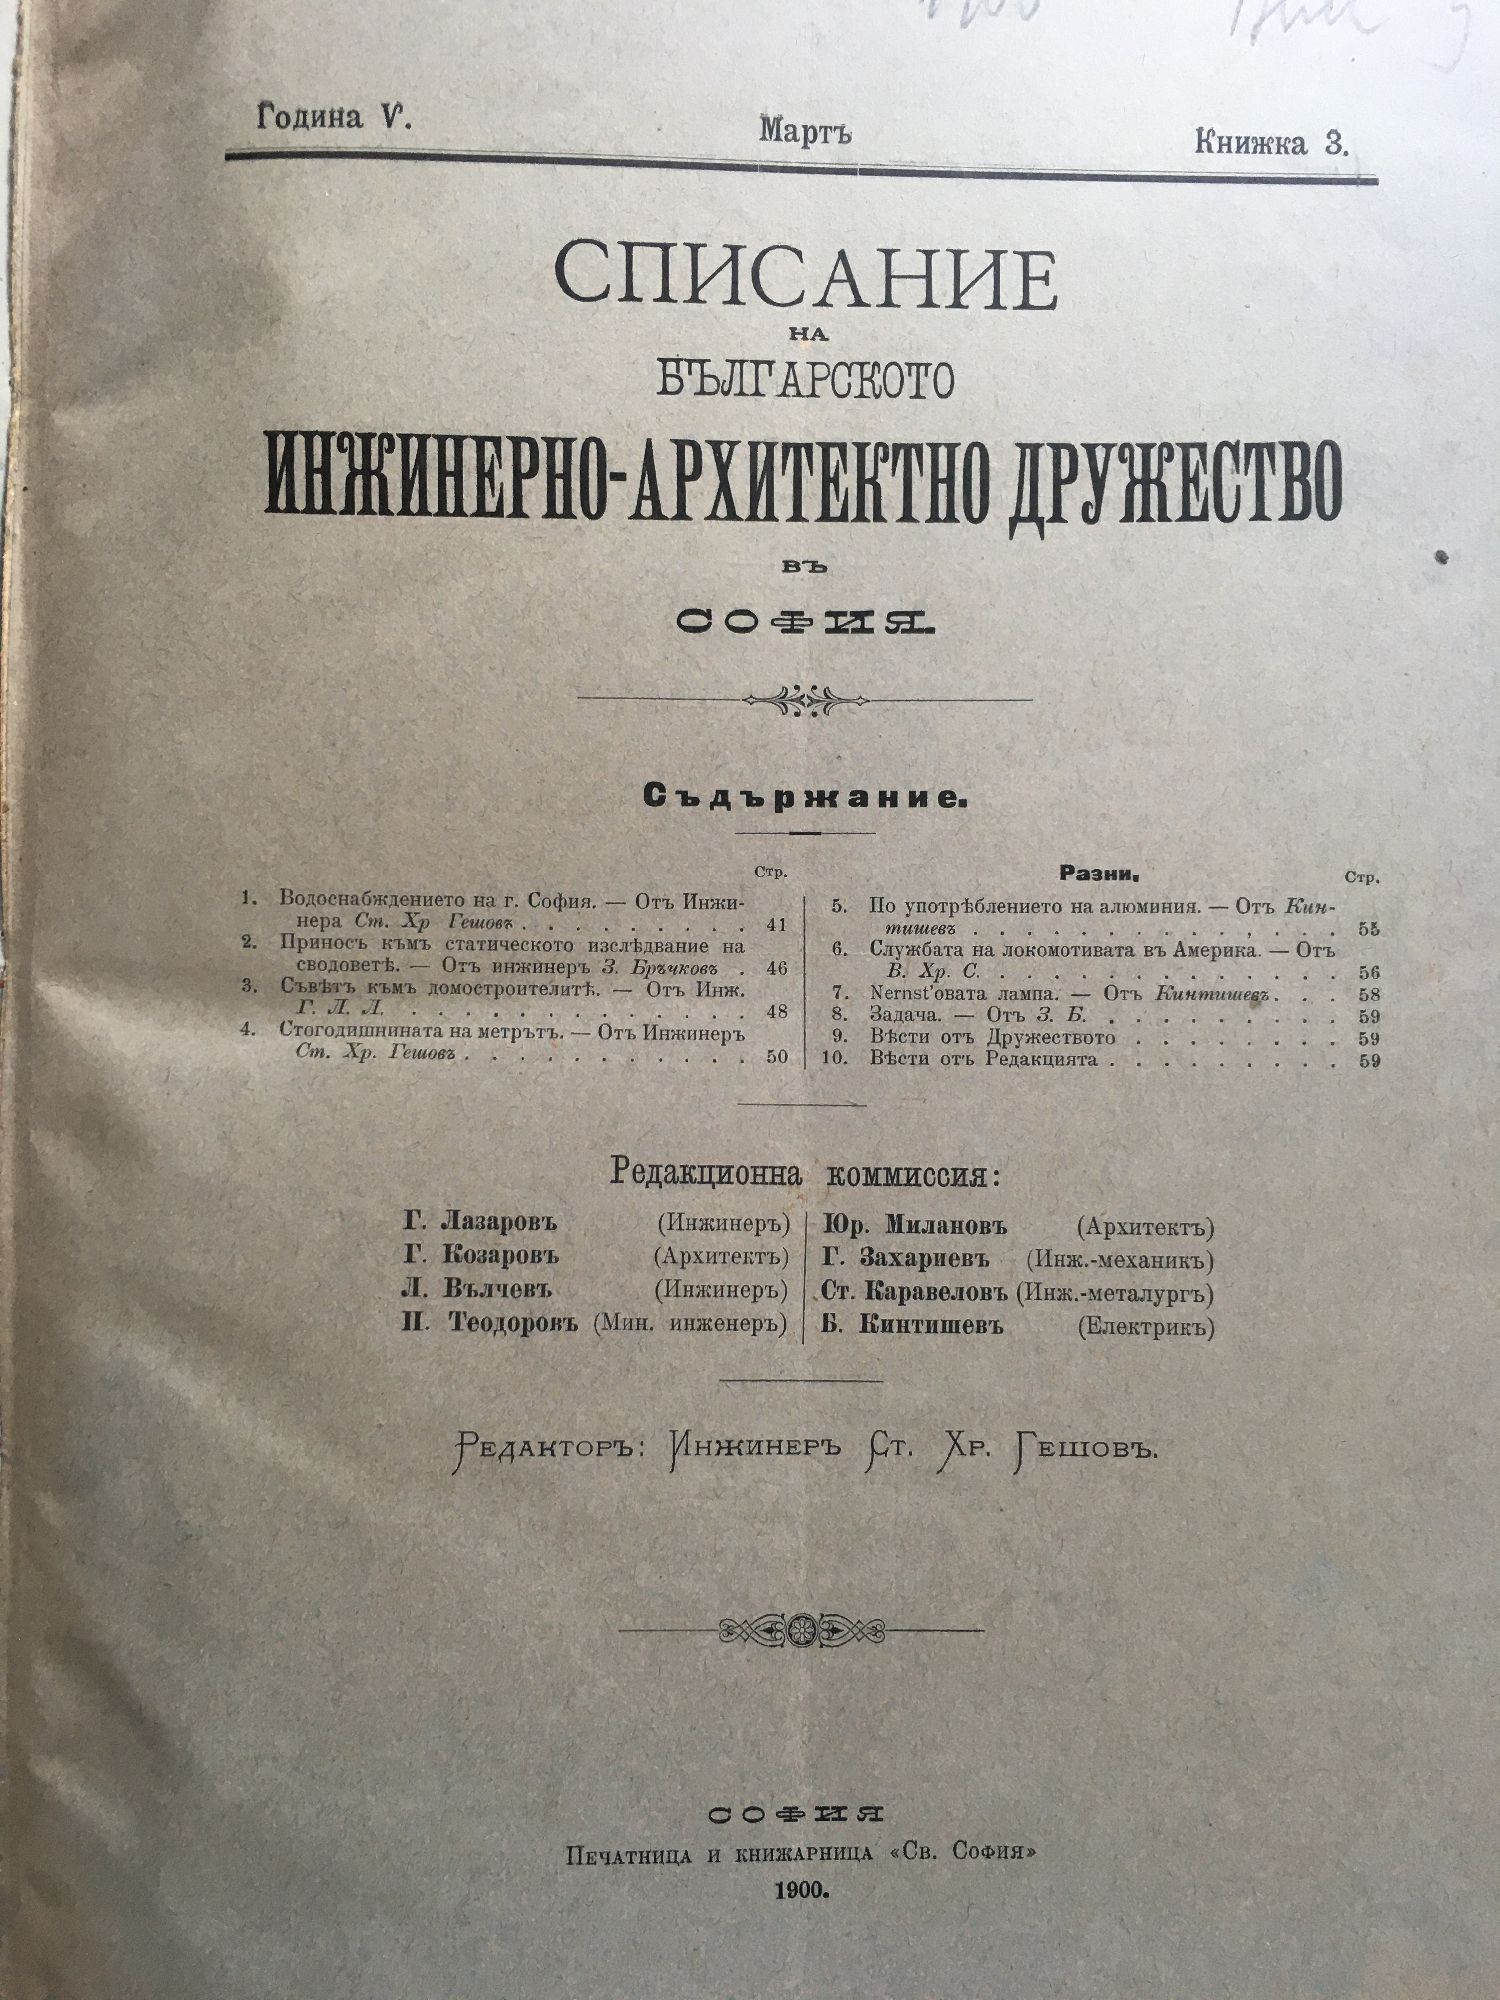 Година V.
Мартъ
Книжка 3.
СПИСАНИЕ
НА
БЪЛГАРСКОТО
ИНЖИНЕРНО-АРХИТЕКТНО ДРУЖЕСТВО
ВЪ
СОФИЯ.
Съдържание.
Стр.
1. Водоснабждението на г. София. — Отъ Инжи-
нера Ст. Хр Гешовъ . . . . . . . . . 41
2. Приносъ къмъ статическото изслѣдвание на
сводоветѣ. — Отъ инжинеръ З. Бръчковъ . 46
3. Съвѣтъ къмъ домостроителитѣ. — Отъ Инж.
Г. Л. Л. . . . . . . . . . . . . . 48
4. Стогодишнината на метрътъ. — Отъ Инжинеръ
Ст. Хр. Гешовъ . . . . . . . . . . . 50
Разни.
Стр.
5. По употрѣблението на алюминия. — Отъ Кин-
тишевъ . . . . . . . . . . . . . . 55
6. Службата на локомотивата въ Америка. — Отъ
В. Хр. С. . . . . . . . . . . . . . 56
7. Nernst'овата лампа. — Отъ Кинтишевъ . . . 58
8. Задача. — Отъ З. Б. . . . . . . . . . 59
9. Вѣсти отъ Дружеството . . . . . . . . 59
10. Вѣсти отъ Редакцията . . . . . . . . . 59
Редакционна коммиссия:
Г. Лазаровъ (Инжинеръ)
Г. Козаровъ (Архитектъ)
Л. Вълчевъ (Инжинеръ)
П. Теодоровъ (Мин. инженеръ)
Юр. Милановъ (Архитектъ)
Г. Захариевъ (Инж.-механикъ)
Ст. Каравеловъ (Инж.-металургъ)
Б. Кинтишевъ (Електрикъ)
Редакторъ: Инжинеръ Ст. Хр. Гешовъ.
СОФИЯ
Печатница и книжарница «Св. София»
1900.